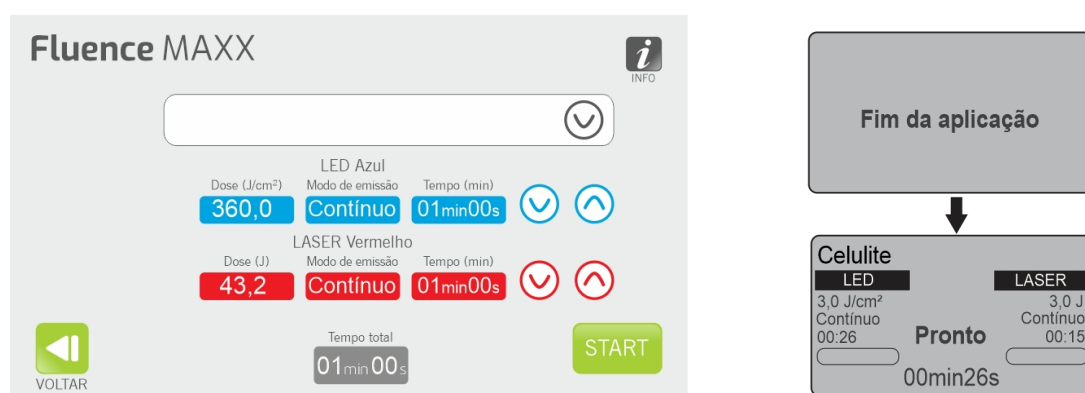 Fluence MAXX
INFO
LED Azul
Dose (J/cm²) Modo de emissão Tempo (min)
360,0 Contínuo 01min00s
LASER Vermelho
Dose (J) Modo de emissão Tempo (min)
43,2 Contínuo 01min00s
Tempo total
01min00s
VOLTAR
START
Fim da aplicação
Celulite
LED LASER
3,0 J/cm² 3,0 J
Contínuo Contínuo
00:26 Pronto 00:15
00min26s